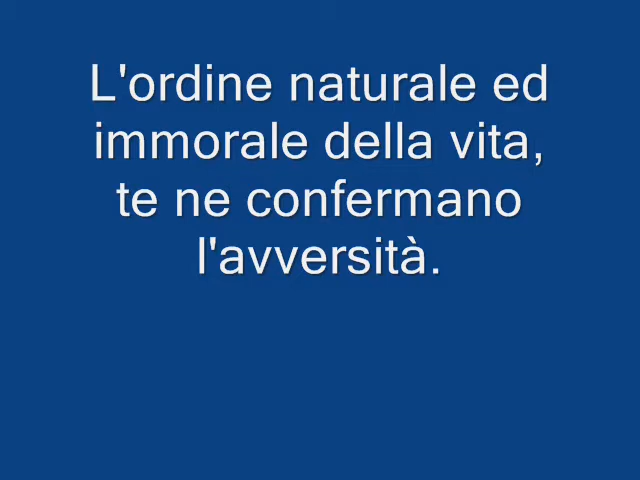 L'ordine naturale ed
immorale della vita,
te ne confermano
l'avversità.